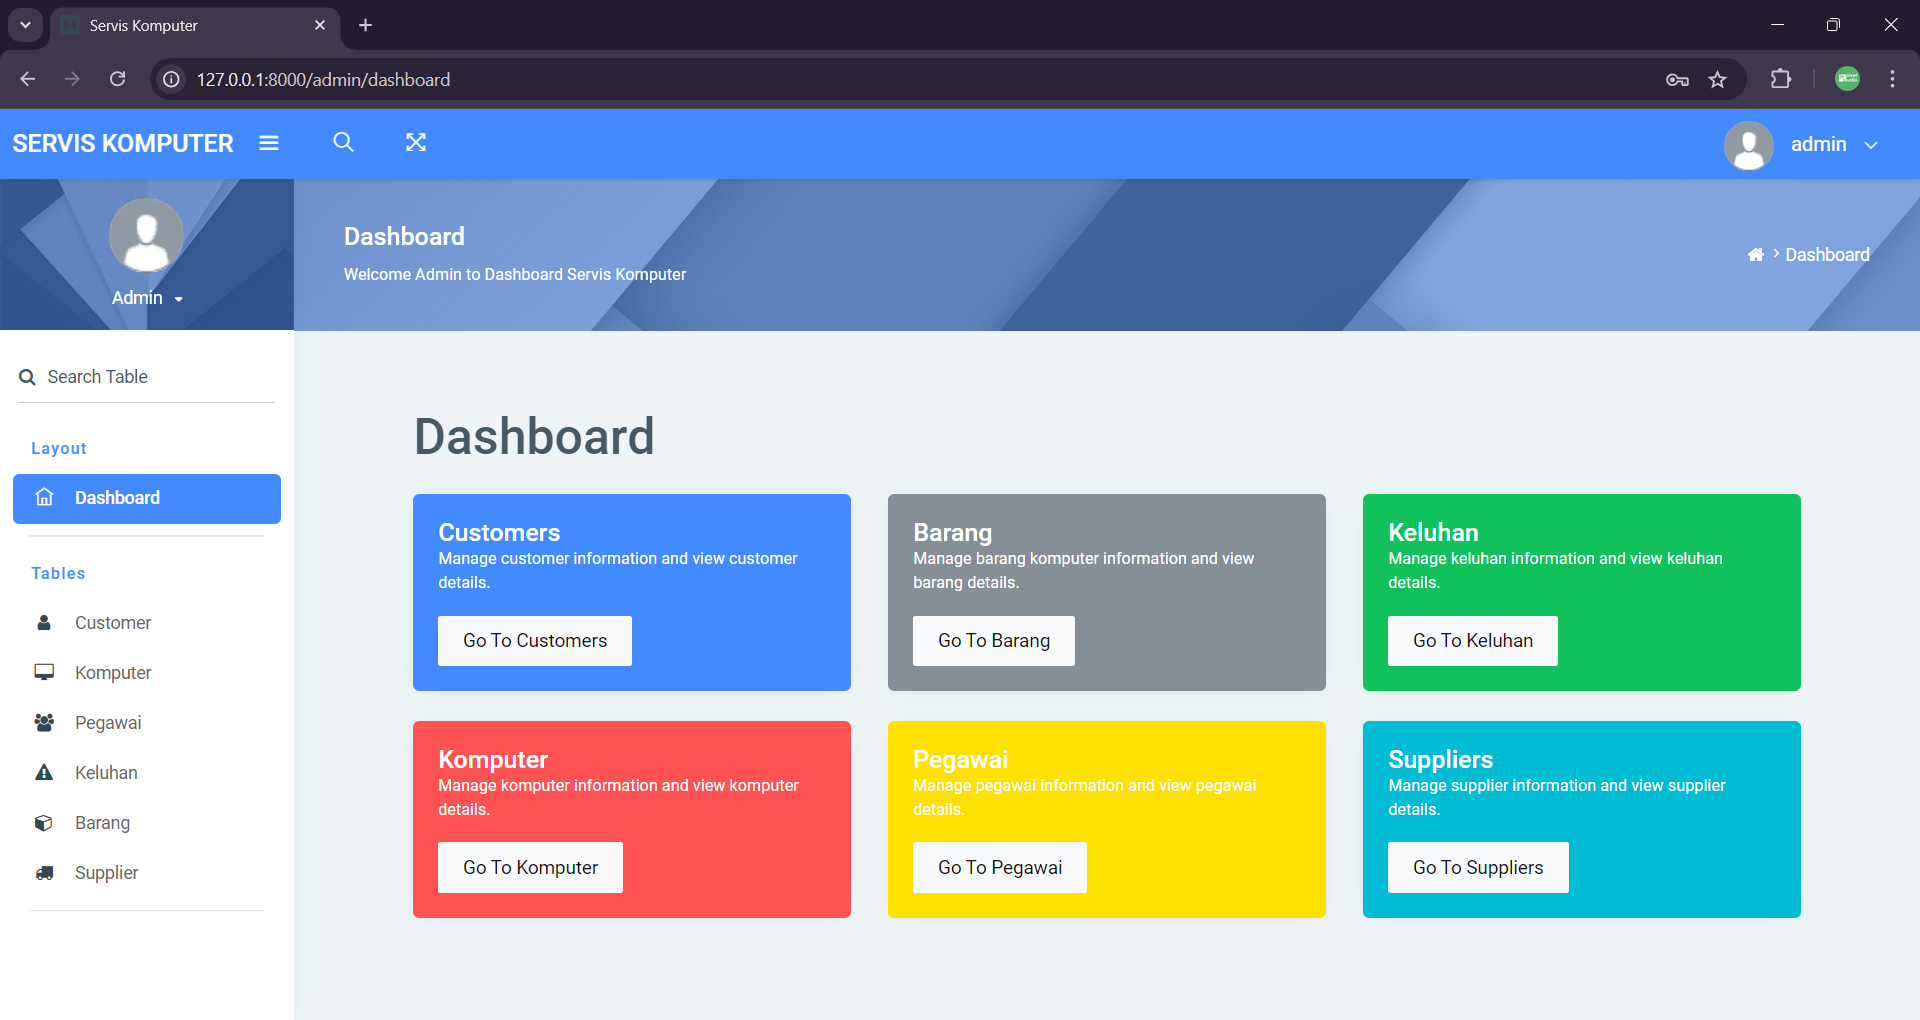 Servis Komputer
127.0.0.1:8000/admin/dashboard
SERVIS KOMPUTER
admin
Admin
Dashboard
Welcome Admin to Dashboard Servis Komputer
Dashboard
Search Table
Layout
Dashboard
Tables
Customer
Komputer
Pegawai
Keluhan
Barang
Supplier
Dashboard
Customers
Manage customer information and view customer
details.
Go To Customers
Barang
Manage barang komputer information and view
barang details.
Go To Barang
Keluhan
Manage keluhan information and view keluhan
details.
Go To Keluhan
Komputer
Manage komputer information and view komputer
details.
Go To Komputer
Pegawai
Manage pegawai information and view pegawai
details.
Go To Pegawai
Suppliers
Manage supplier information and view supplier
details.
Go To Suppliers